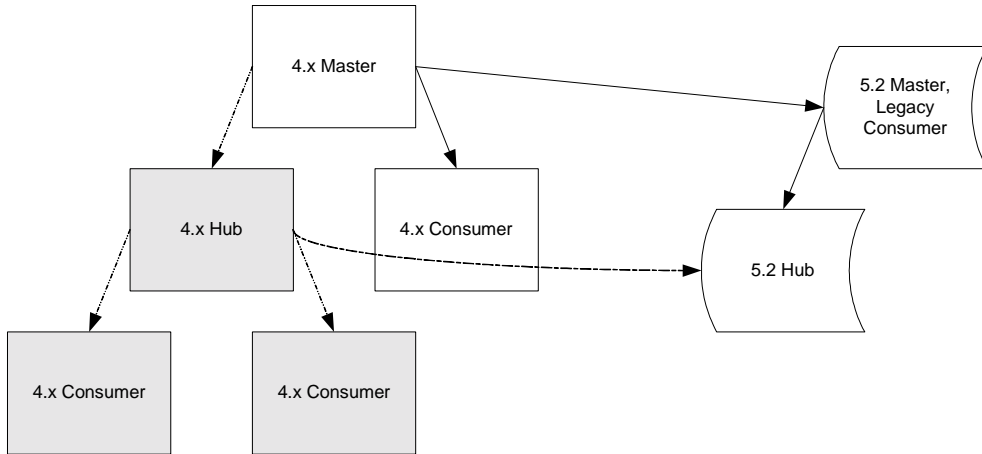 4.x Master
5.2 Master,
Legacy
Consumer
4.x Hub
4.x Consumer
5.2 Hub
4.x Consumer
4.x Consumer